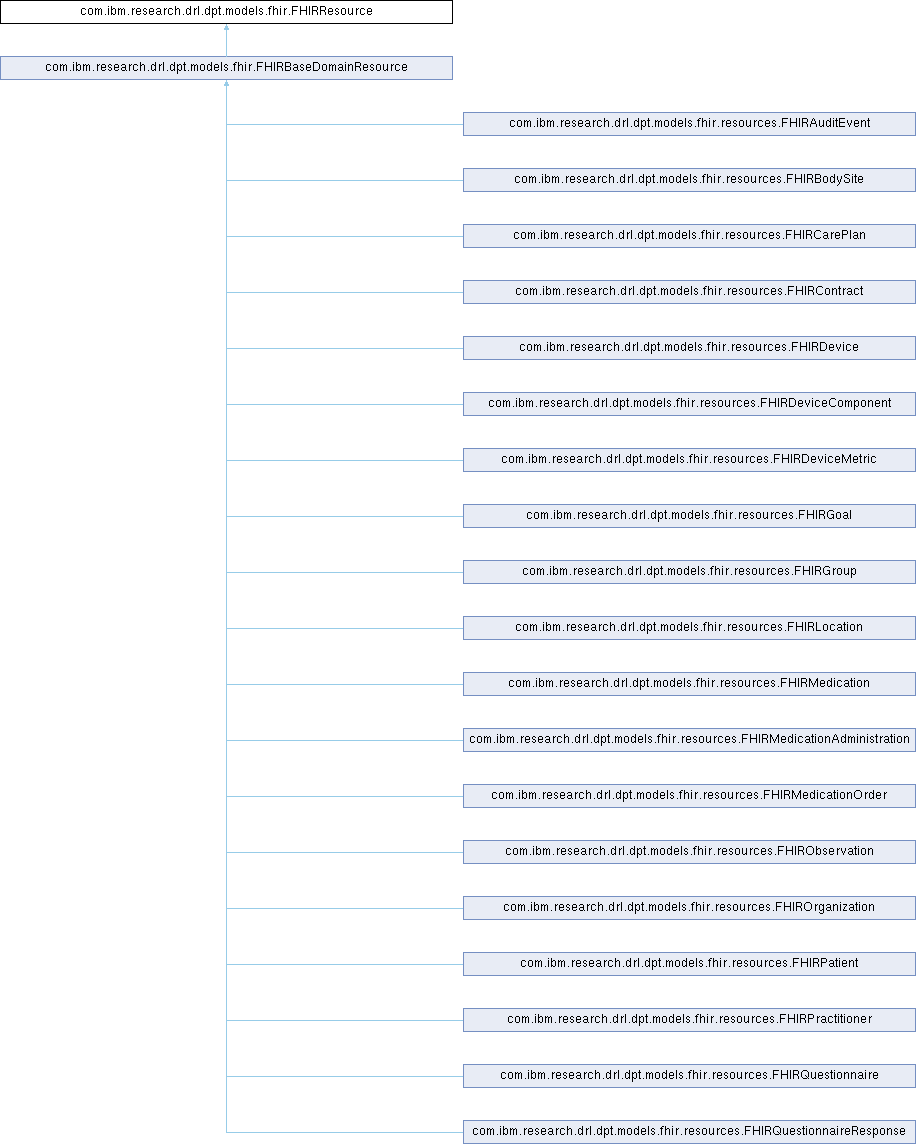 com.ibm.research.drl.dpt.models.fhir.FHIRResource
com.ibm.research.drl.dpt.models.fhir.FHIRBaseDomainResource
com.ibm.research.drl.dpt.models.fhir.resources.FHIRAuditEvent
com.ibm.research.drl.dpt.models.fhir.resources.FHIRBodySite
com.ibm.research.drl.dpt.models.fhir.resources.FHIRCarePlan
com.ibm.research.drl.dpt.models.fhir.resources.FHIRContract
com.ibm.research.drl.dpt.models.fhir.resources.FHIRDevice
com.ibm.research.drl.dpt.models.fhir.resources.FHIRDeviceComponent
com.ibm.research.drl.dpt.models.fhir.resources.FHIRDeviceMetric
com.ibm.research.drl.dpt.models.fhir.resources.FHIRGoal
com.ibm.research.drl.dpt.models.fhir.resources.FHIRGroup
com.ibm.research.drl.dpt.models.fhir.resources.FHIRLocation
com.ibm.research.drl.dpt.models.fhir.resources.FHIRMedication
com.ibm.research.drl.dpt.models.fhir.resources.FHIRMedicationAdministration
com.ibm.research.drl.dpt.models.fhir.resources.FHIRMedicationOrder
com.ibm.research.drl.dpt.models.fhir.resources.FHIRObservation
com.ibm.research.drl.dpt.models.fhir.resources.FHIROrganization
com.ibm.research.drl.dpt.models.fhir.resources.FHIRPatient
com.ibm.research.drl.dpt.models.fhir.resources.FHIRPractitioner
com.ibm.research.drl.dpt.models.fhir.resources.FHIRQuestionnaire
com.ibm.research.drl.dpt.models.fhir.resources.FHIRQuestionnaireResponse